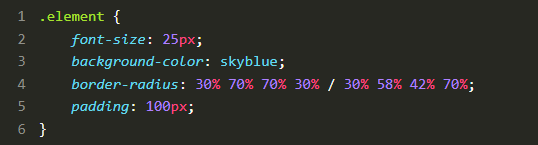 1 .element {
2 font-size: 25px;
3 background-color: skyblue;
4 border-radius: 30% 70% 70% 30% / 30% 58% 42% 70%;
5 padding: 100px;
6 }